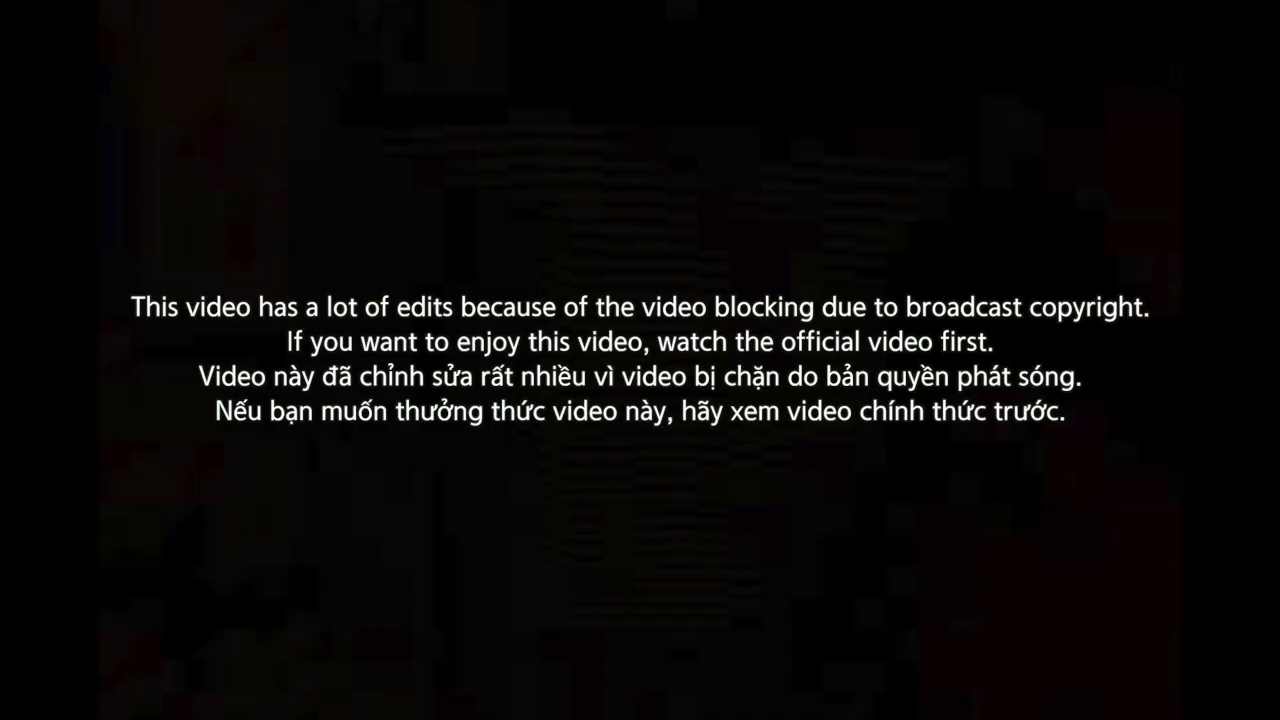 This video has a lot of edits because of the video blocking due to broadcast copyright.
If you want to enjoy this video, watch the official video first.
Video này đã chỉnh sửa rất nhiều vì video bị chặn do bản quyền phát sóng.
Nếu bạn muốn thưởng thức video này, hãy xem video chính thức trước.